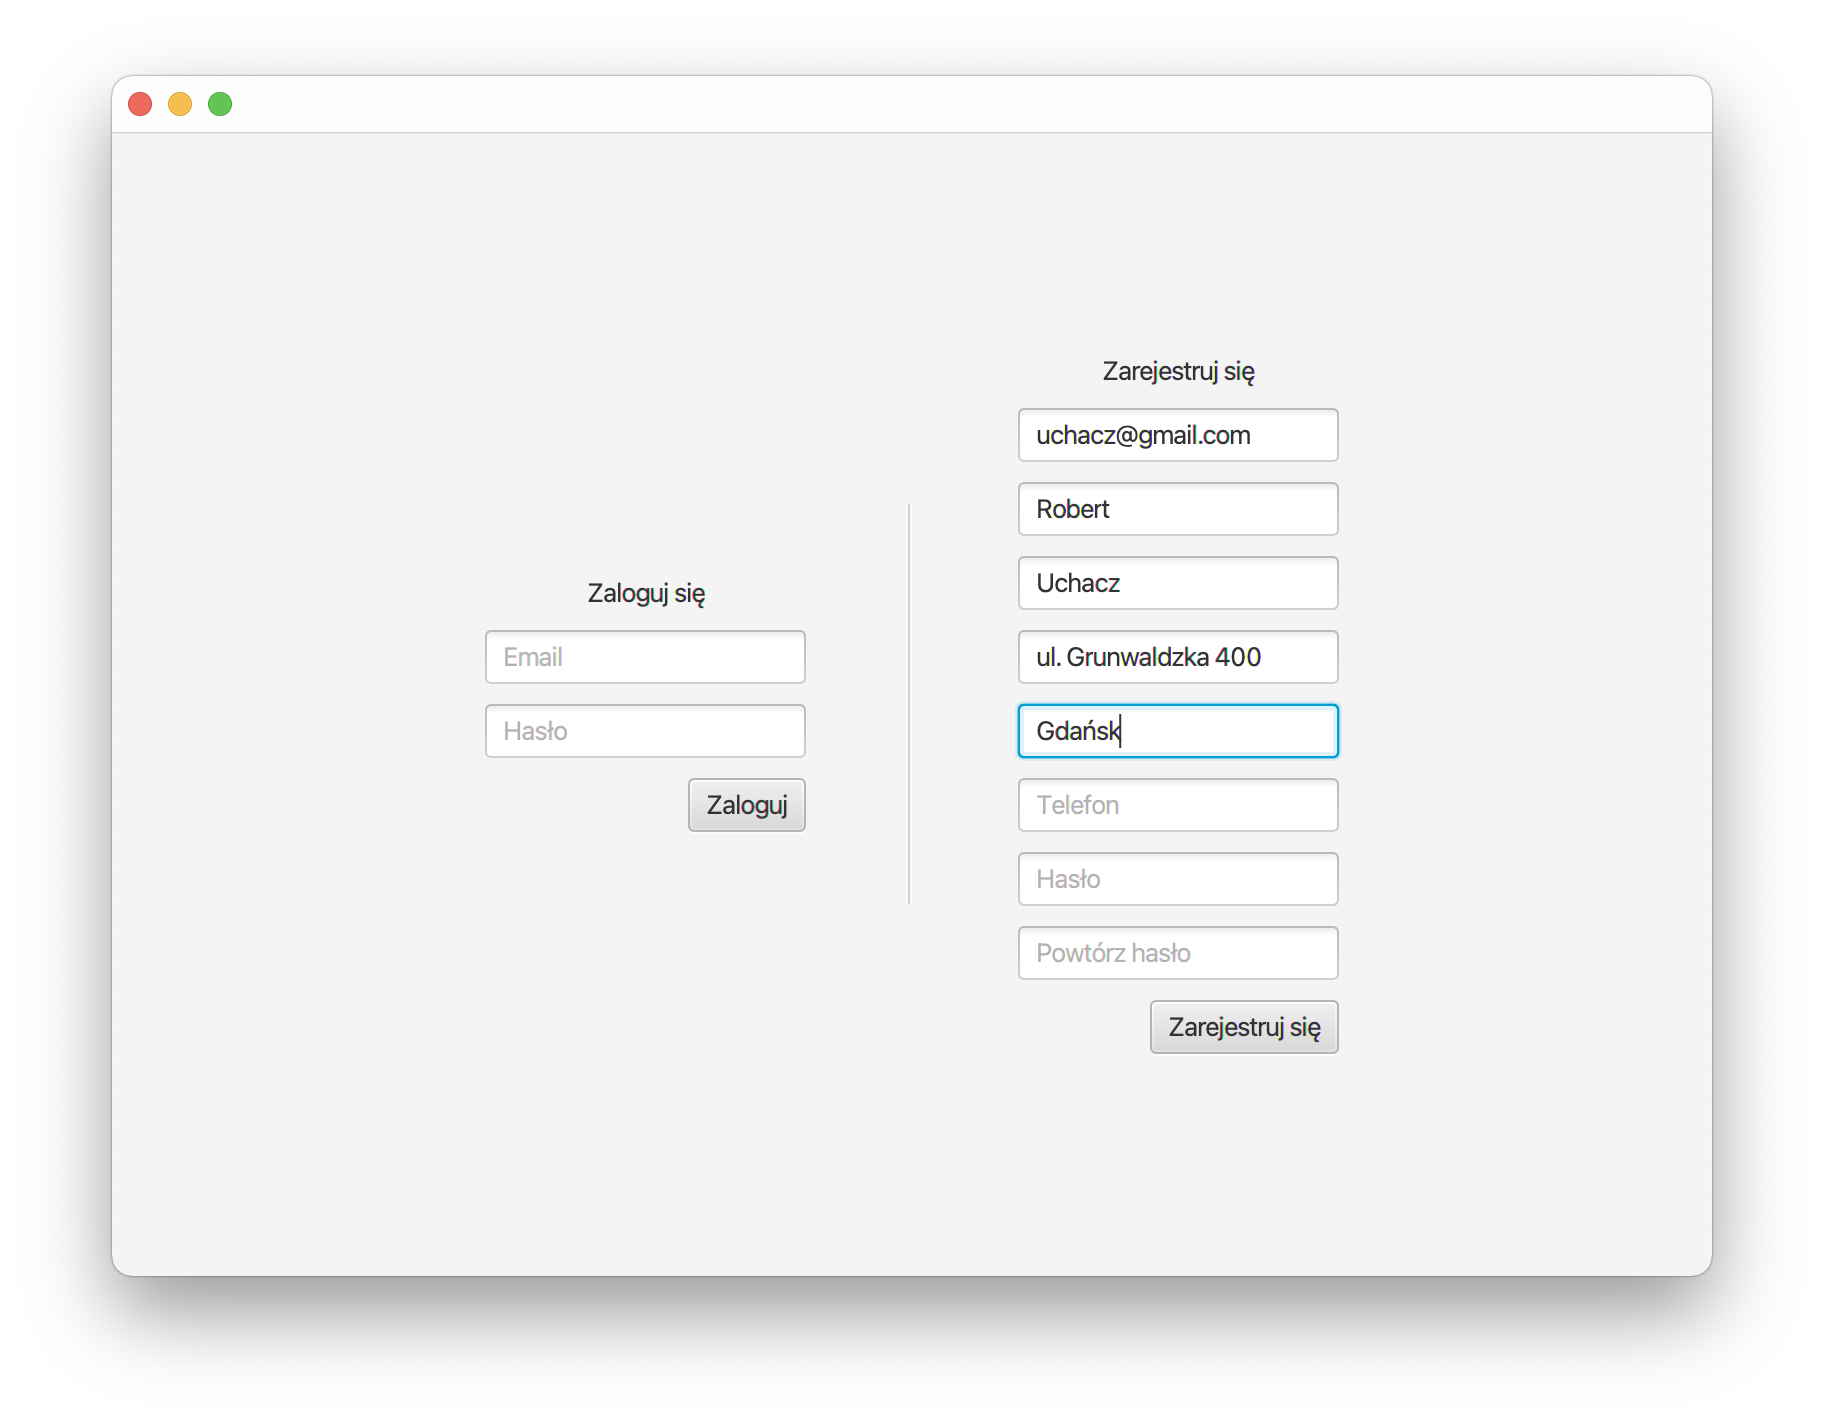 Zaloguj się
Email
Hasło
Zaloguj
Zarejestruj się
uchacz@gmail.com
Robert
Uchacz
ul. Grunwaldzka 400
Gdańsk
Telefon
Hasło
Powtórz hasło
Zarejestruj się